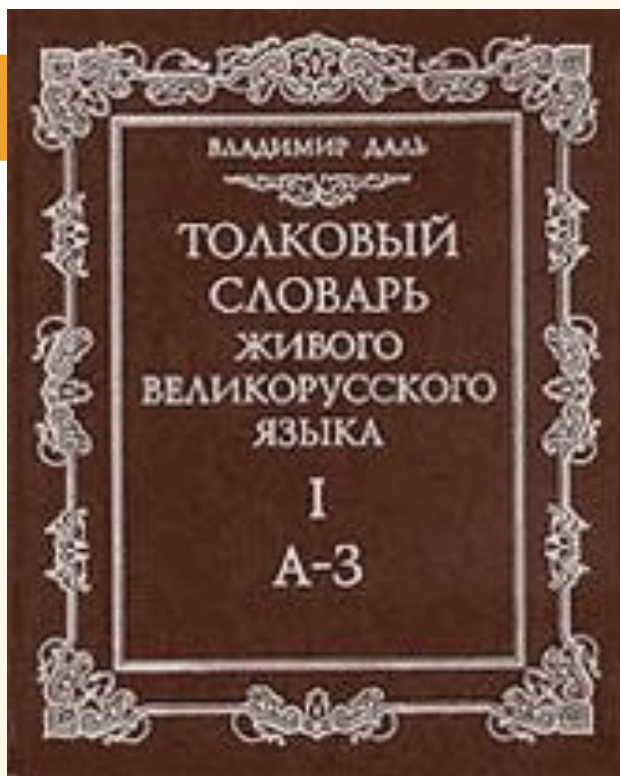 ВЛАДИМИР ДАЛЬ
ТОЛКОВЫЙ
СЛОВАРЬ
ЖИВОГО
ВЕЛИКОРУССКОГО
ЯЗЫКА
I
А-З